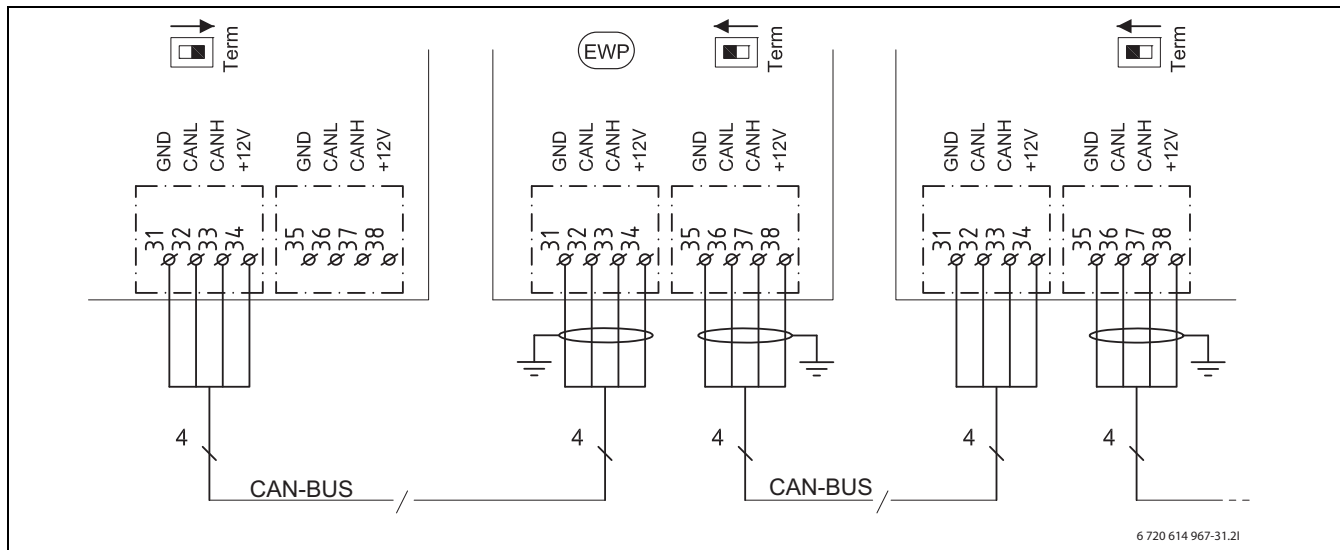 Term
EWP
Term
Term
GND CANL CANH +12V
GND CANL CANH +12V
GND CANL CANH +12V
GND CANL CANH +12V
GND CANL CANH +12V
GND CANL CANH +12V
31 32 33 34
35 36 37 38
31 32 33 34
35 36 37 38
31 32 33 34
35 36 37 38
4
4
4
4
4
CAN-BUS
CAN-BUS
6 720 614 967-31.2I